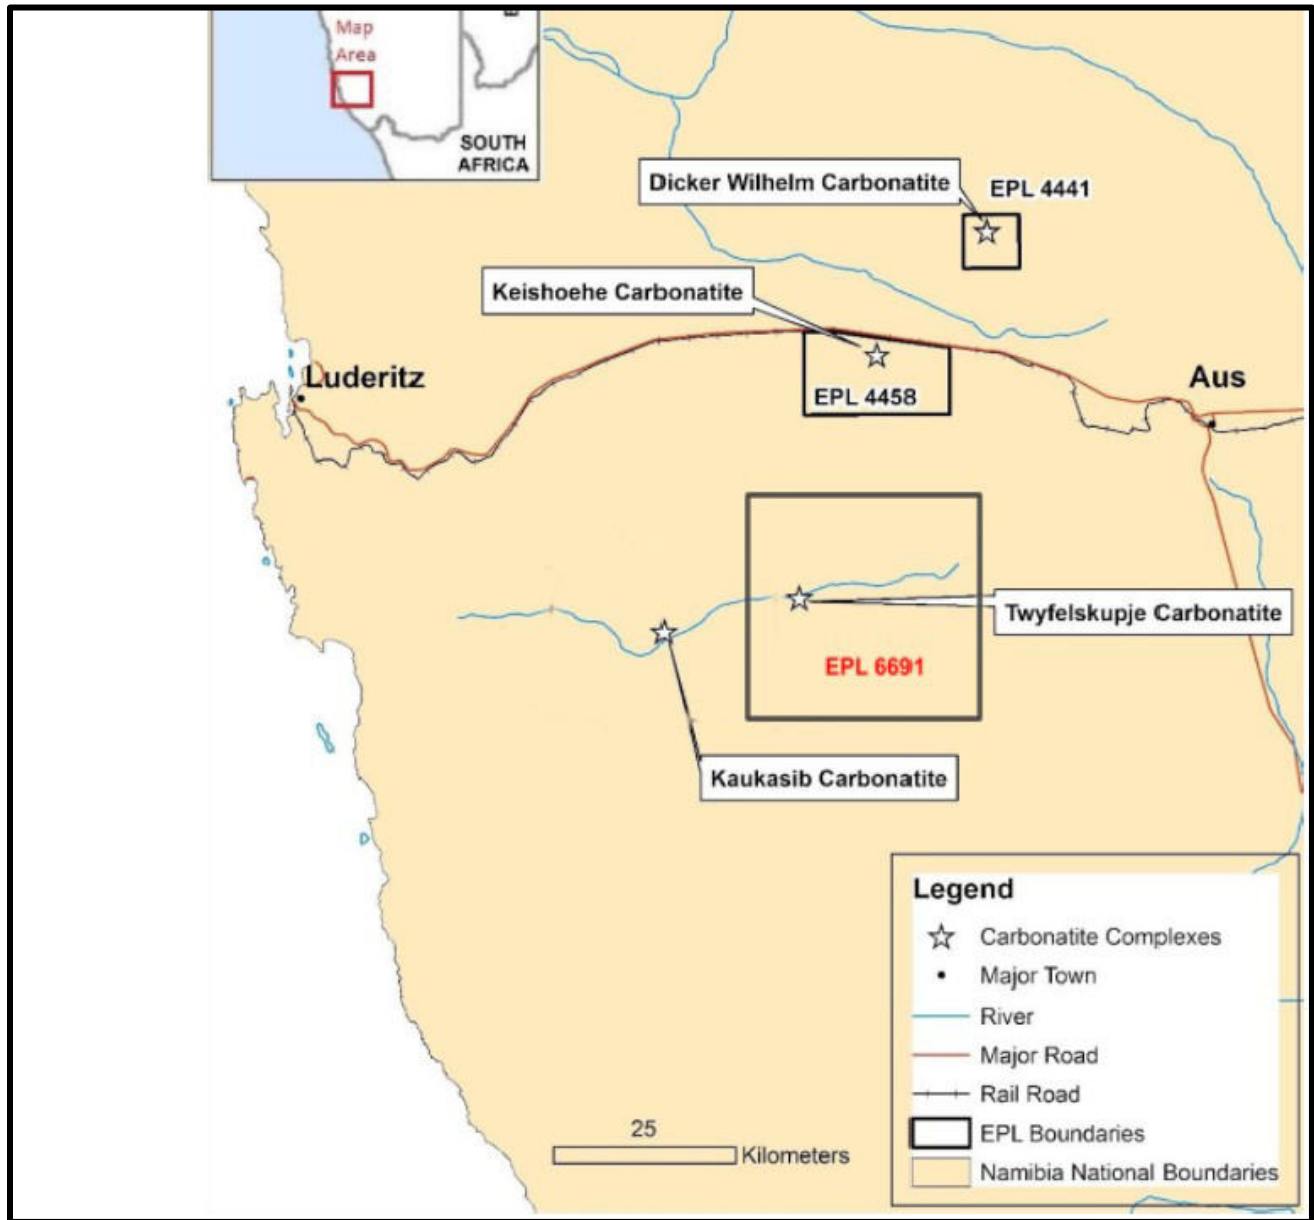 Map
Area
SOUTH
AFRICA
Dicker Wilhelm Carbonatite
EPL 4441
Keishoehe Carbonatite
Luderitz
Aus
EPL 4458
Twyfelskupje Carbonatite
EPL 6691
Kaukasib Carbonatite
Legend
Carbonatite Complexes
Major Town
River
Major Road
Rail Road
EPL Boundaries
Namibia National Boundaries
25
Kilometers